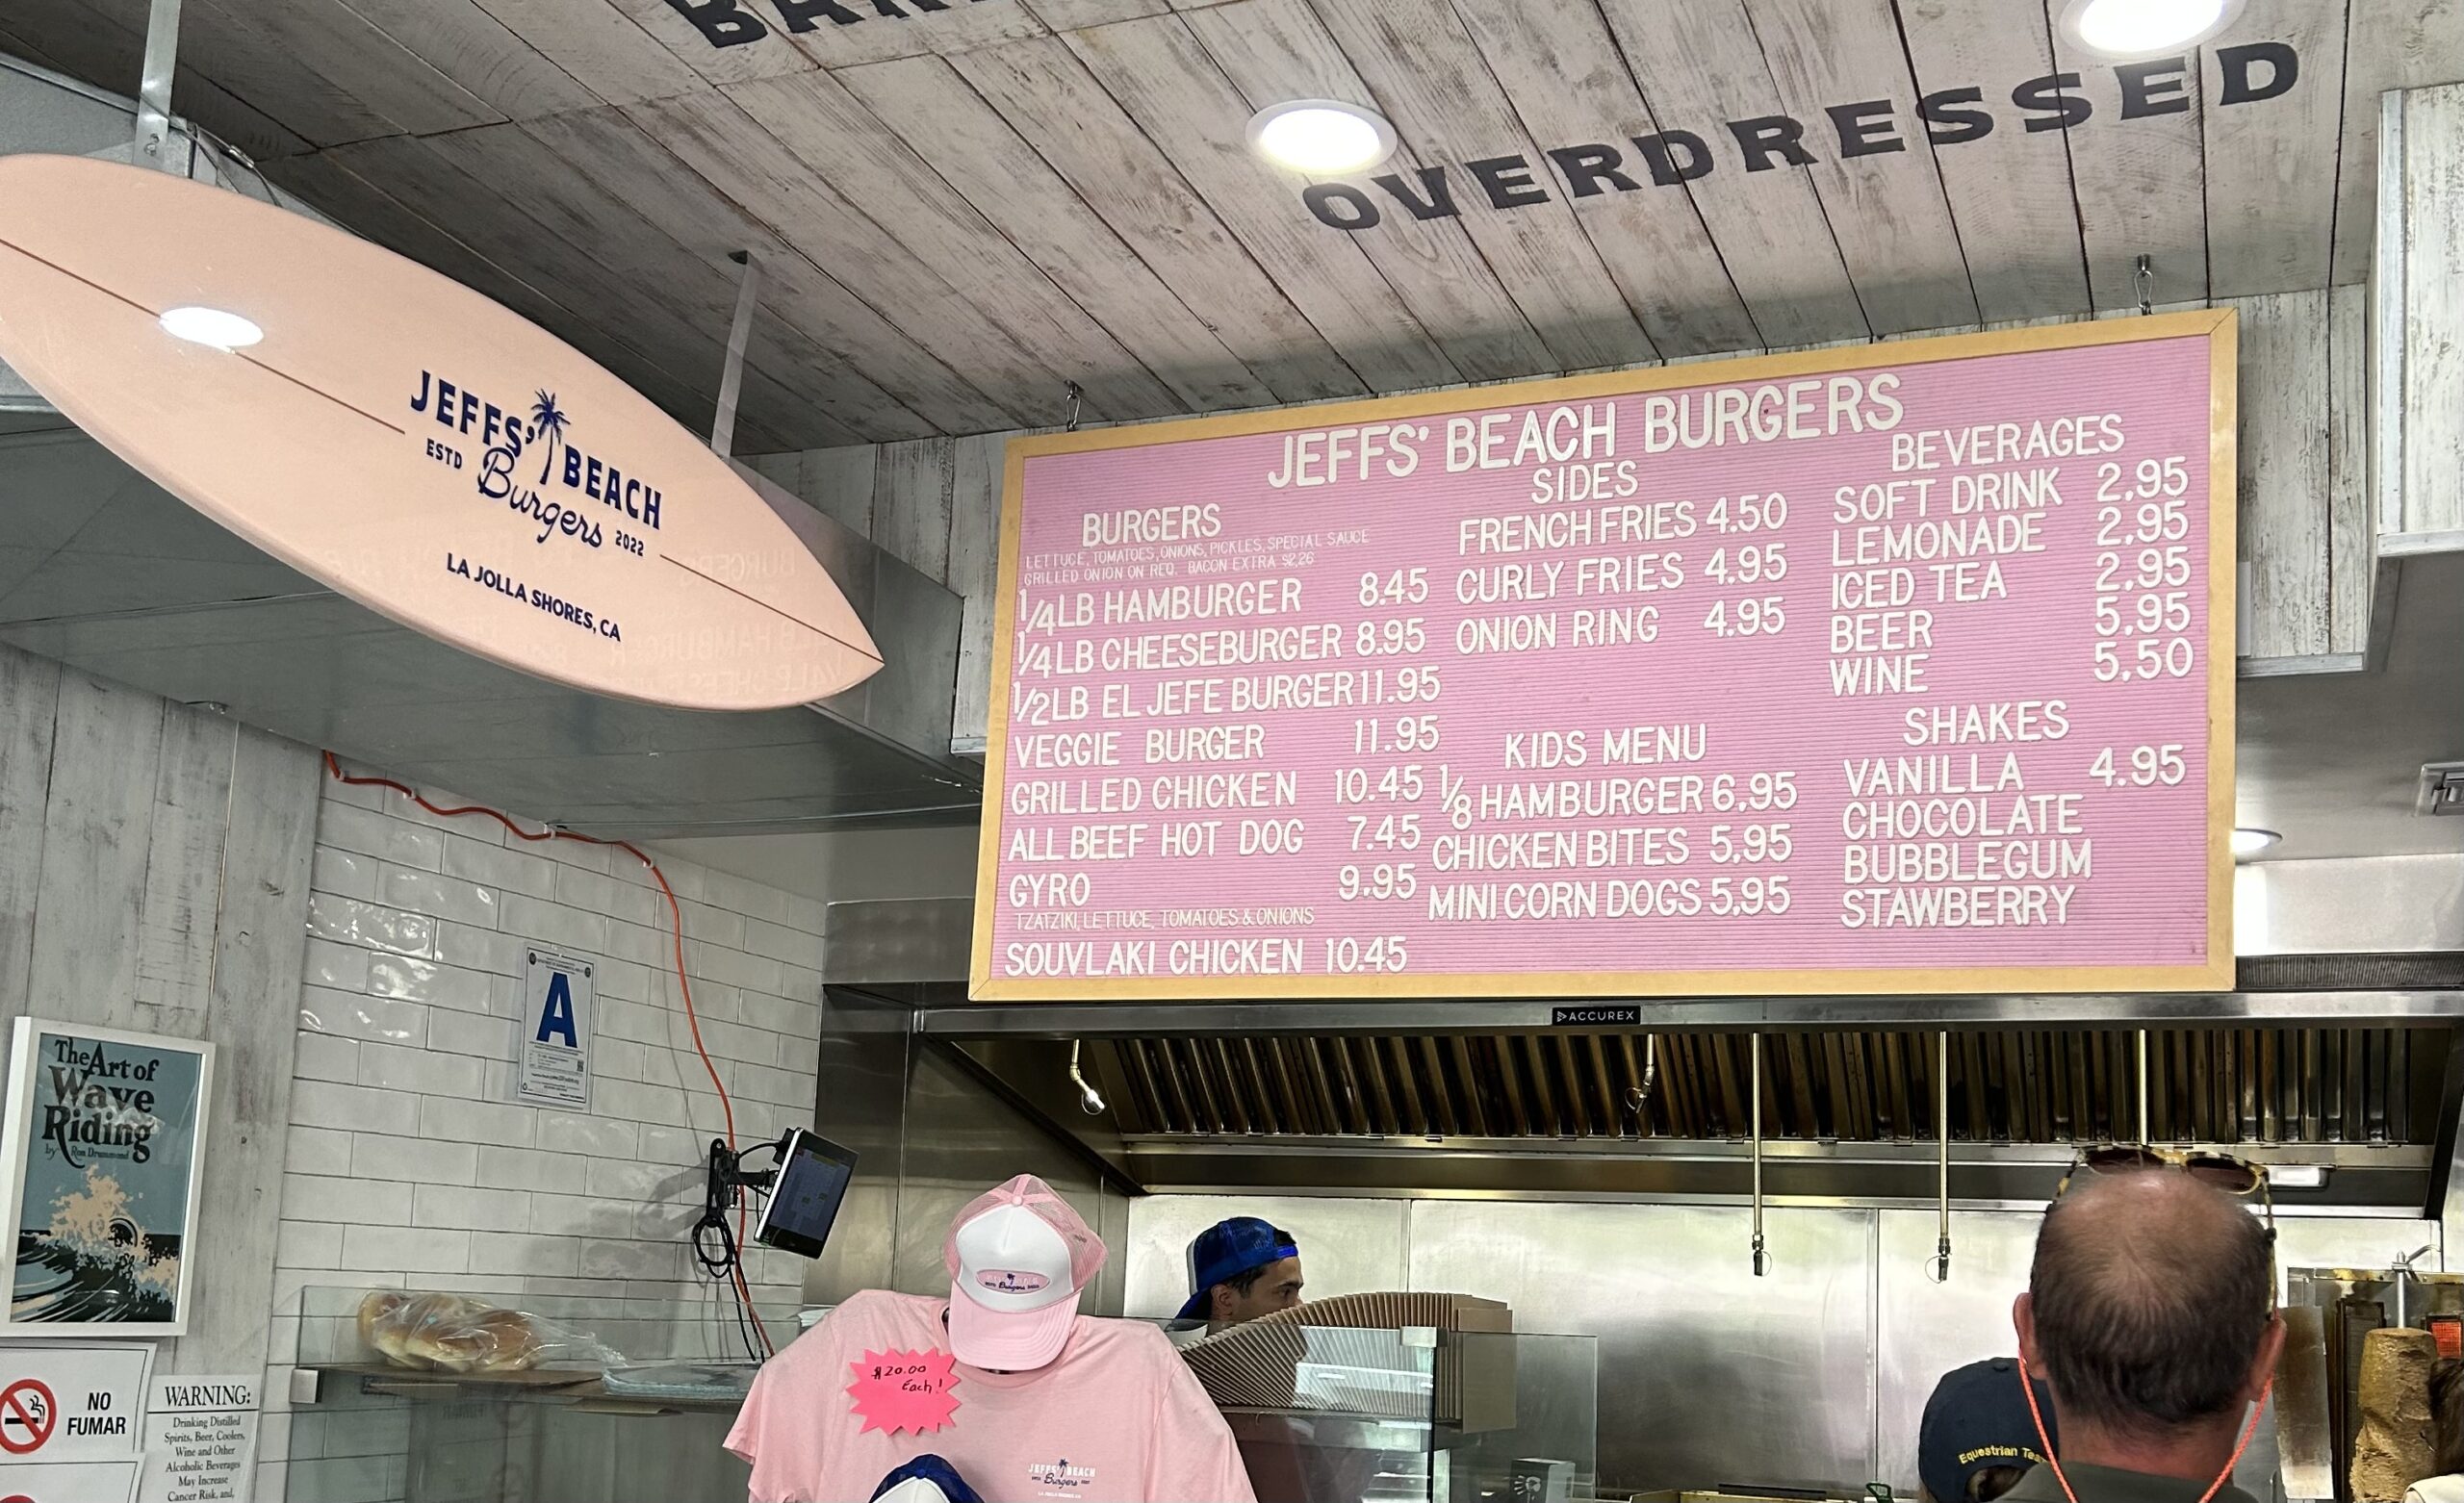 OVERDRESSED
JEFFS' BEACH
ESTD Burgers 2022
LA JOLLA SHORES, CA
JEFFS' BEACH BURGERS
BURGERS
LETTUCE, TOMATOES, ONIONS, PICKLES, SPECIAL SAUCE
GRILLED ONION ON REQ. BACON EXTRA $2,26
1/4LB HAMBURGER 8.45
1/4LB CHEESEBURGER 8.95
1/2LB EL JEFE BURGER 11.95
VEGGIE BURGER 11.95
GRILLED CHICKEN 10.45
ALL BEEF HOT DOG 7.45
GYRO 9.95
TZATZIKI, LETTUCE, TOMATOES & ONIONS
SOUVLAKI CHICKEN 10.45
SIDES
FRENCH FRIES 4.50
CURLY FRIES 4.95
ONION RING 4.95
KIDS MENU
1/8 HAMBURGER 6.95
CHICKEN BITES 5.95
MINI CORN DOGS 5.95
BEVERAGES
SOFT DRINK 2.95
LEMONADE 2.95
ICED TEA 2.95
BEER 5.95
WINE 5.50
SHAKES
VANILLA 4.95
CHOCOLATE
BUBBLEGUM
STAWBERRY
ACCUREX
A
The Art of
Wave
Riding
by Ron Drummond
NO
FUMAR
WARNING:
Drinking Distilled
Spirits, Beer, Coolers,
Wine and Other
Alcoholic Beverages
May Increase
Cancer Risk, and,
$20.00
Each!
JEFFS' BEACH
Burgers
Equestrian